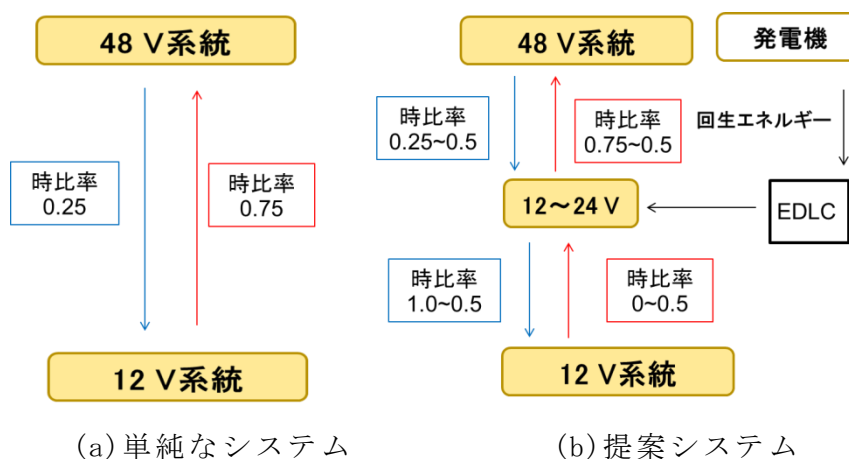 48 V系統
時比率
0.25
時比率
0.75
12 V系統
(a)単純なシステム
48 V系統
発電機
時比率
0.25~0.5
時比率
0.75~0.5
回生エネルギー
12～24 V
EDLC
時比率
1.0~0.5
時比率
0~0.5
12 V系統
(b)提案システム